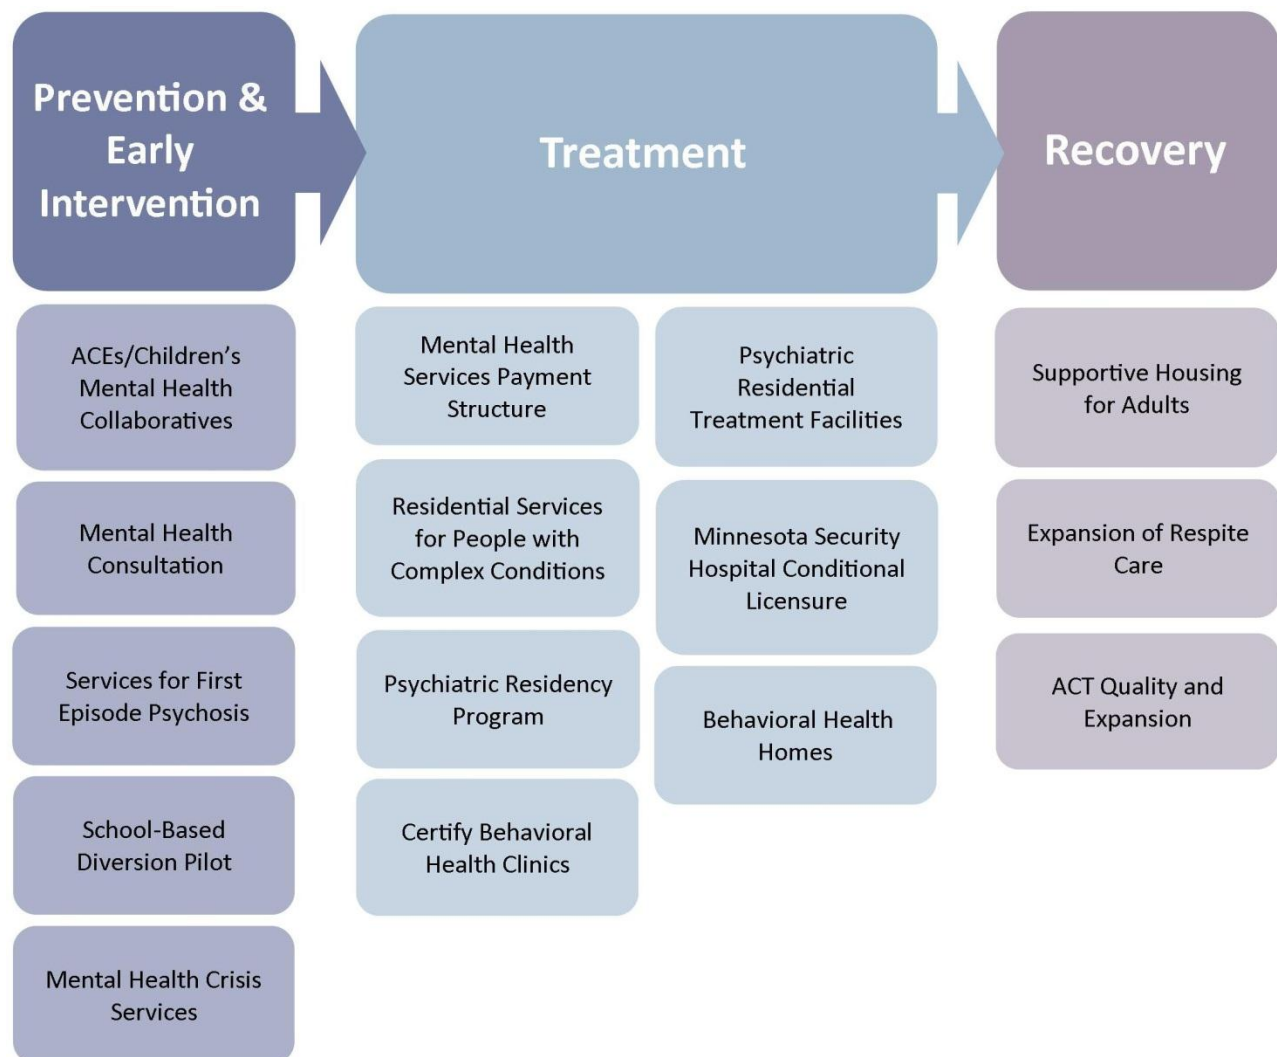 Prevention &
Early
Intervention
Treatment
Recovery
ACEs/Children’s
Mental Health
Collaboratives
Mental Health
Consultation
Services for First
Episode Psychosis
School-Based
Diversion Pilot
Mental Health Crisis
Services
Mental Health
Services Payment
Structure
Residential Services
for People with
Complex Conditions
Psychiatric Residency
Program
Certify Behavioral
Health Clinics
Psychiatric
Residential
Treatment Facilities
Minnesota Security
Hospital Conditional
Licensure
Behavioral Health
Homes
Supportive Housing
for Adults
Expansion of Respite
Care
ACT Quality and
Expansion